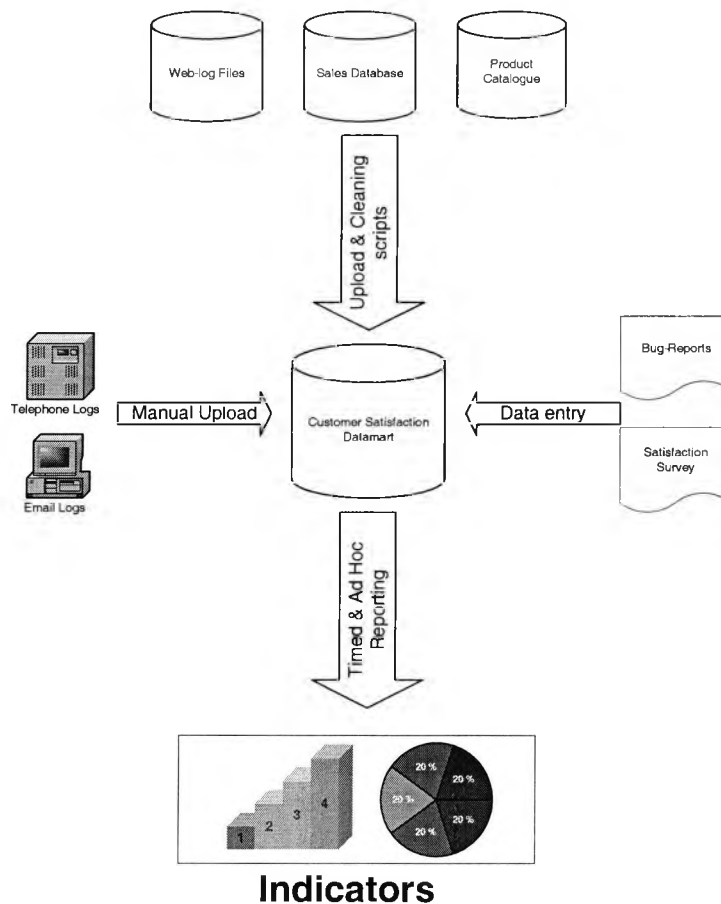 Web-log Files
Sales Database
Product
Catalogue
Upload & Cleaning
scripts
Telephone Logs
Email Logs
Manual Upload
Customer Satisfaction
Datamart
Data entry
Bug-Reports
Satisfaction
Survey
Timed & Ad Hoc
Reporting
1
2
3
4
20 %
20 %
20 %
20 %
20 %
Indicators